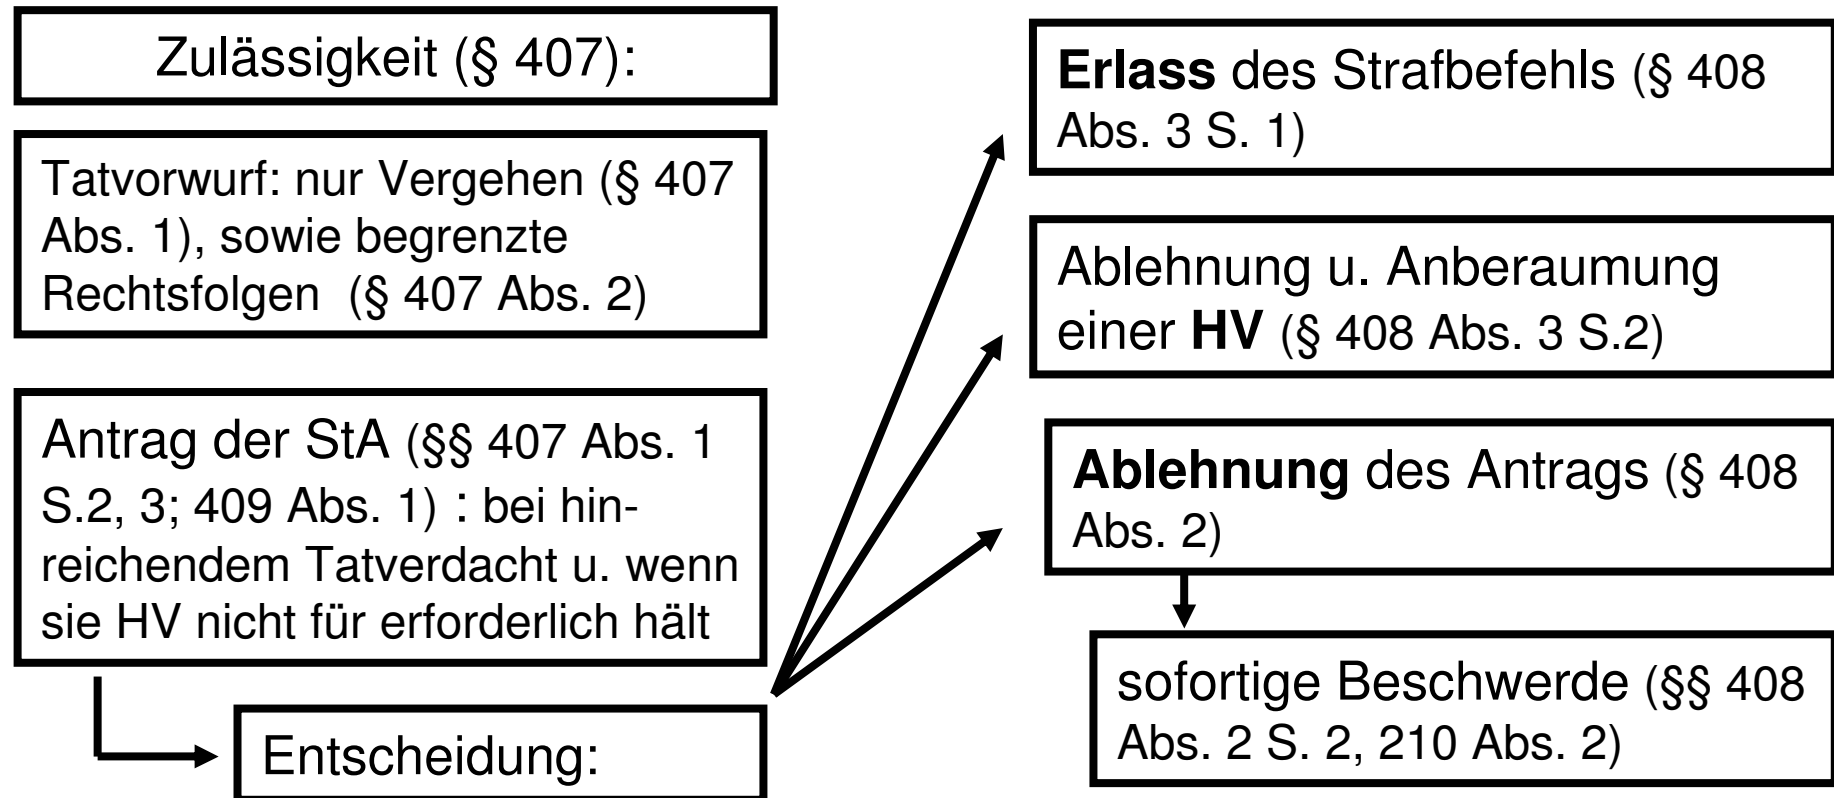 Zulässigkeit (§ 407):
Tatvorwurf: nur Vergehen (§ 407
Abs. 1), sowie begrenzte
Rechtsfolgen (§ 407 Abs. 2)
Antrag der StA (§§ 407 Abs. 1
S.2, 3; 409 Abs. 1) : bei hin-
reichendem Tatverdacht u. wenn
sie HV nicht für erforderlich hält
Entscheidung:
Erlass des Strafbefehls (§ 408
Abs. 3 S. 1)
Ablehnung u. Anberaumung
einer HV (§ 408 Abs. 3 S.2)
Ablehnung des Antrags (§ 408
Abs. 2)
sofortige Beschwerde (§§ 408
Abs. 2 S. 2, 210 Abs. 2)